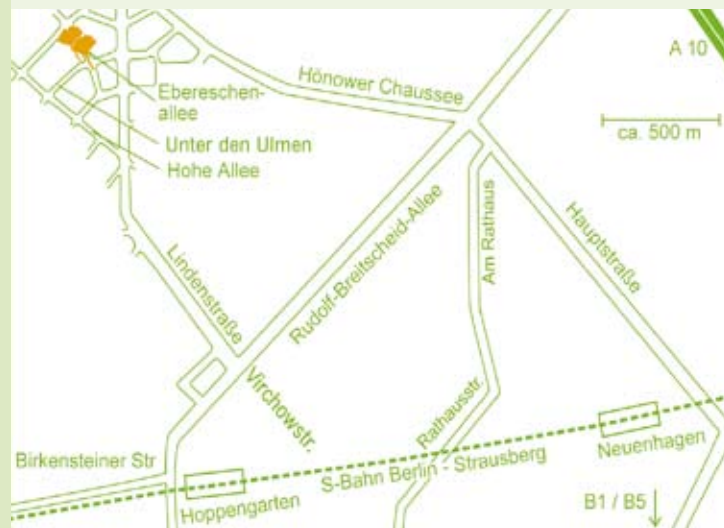 A 10
Hönower Chaussee
Ebereschen-
allee
ca. 500 m
Unter den Ulmen
Hohe Allee
Rudolf-Breitscheid-Allee
Am Rathaus
Hauptstraße
Lindenstraße
Virchowstr.
Rathausstr.
Birkensteiner Str
Neuenhagen
S-Bahn Berlin - Strausberg
Hoppengarten
B1 / B5